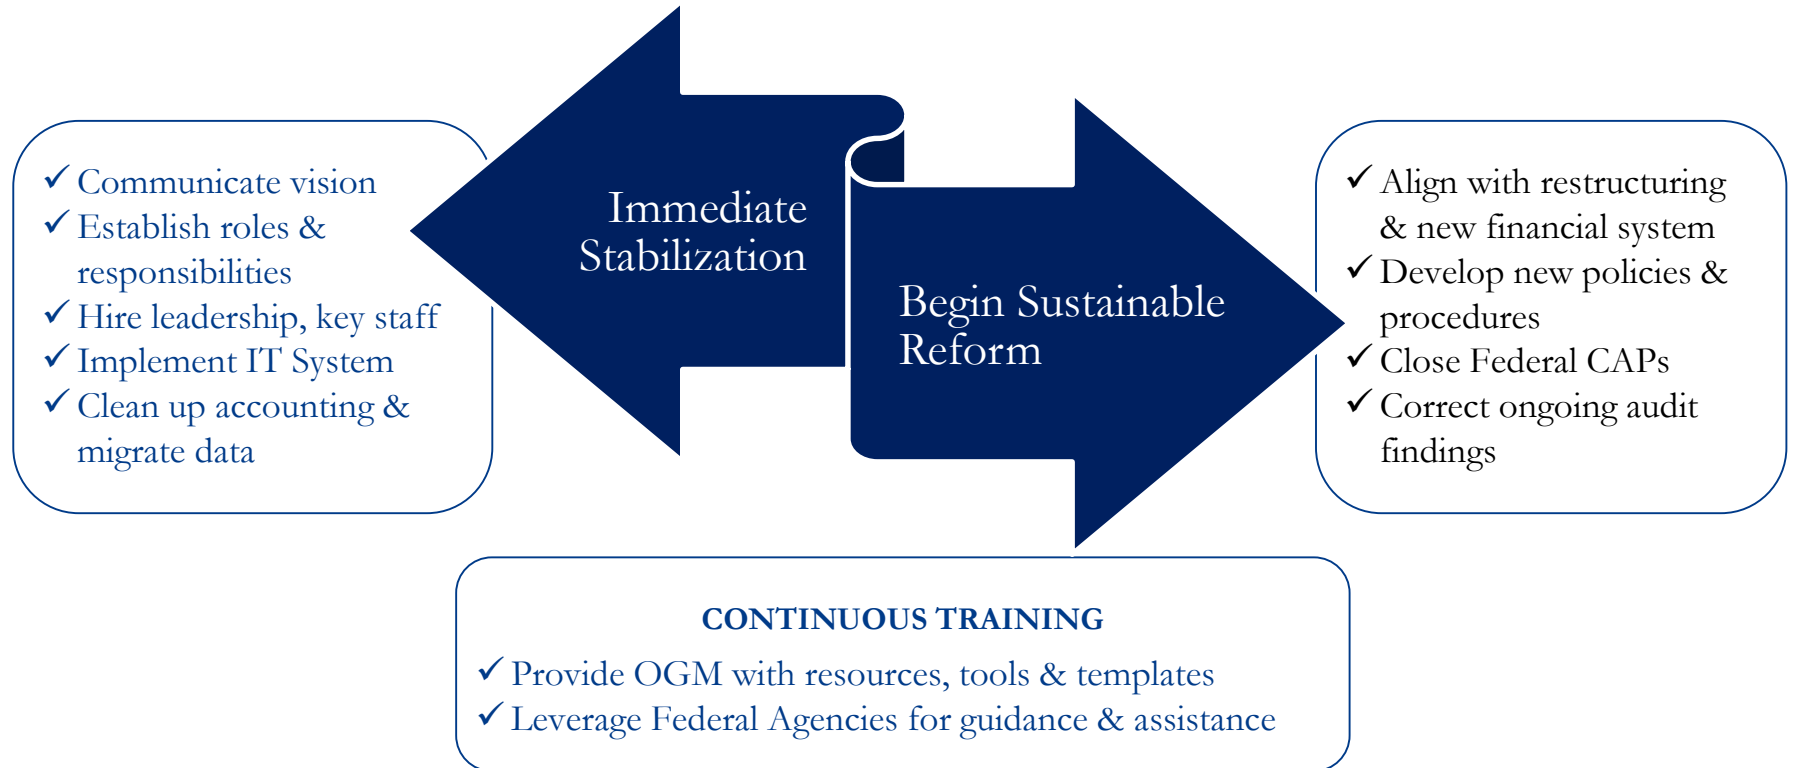 ✓ Communicate vision
✓ Establish roles &
responsibilities
✓ Hire leadership, key staff
✓ Implement IT System
✓ Clean up accounting &
migrate data
Immediate
Stabilization
Begin Sustainable
Reform
✓ Align with restructuring
& new financial system
✓ Develop new policies &
procedures
✓ Close Federal CAPs
✓ Correct ongoing audit
findings
CONTINUOUS TRAINING
✓ Provide OGM with resources, tools & templates
✓ Leverage Federal Agencies for guidance & assistance